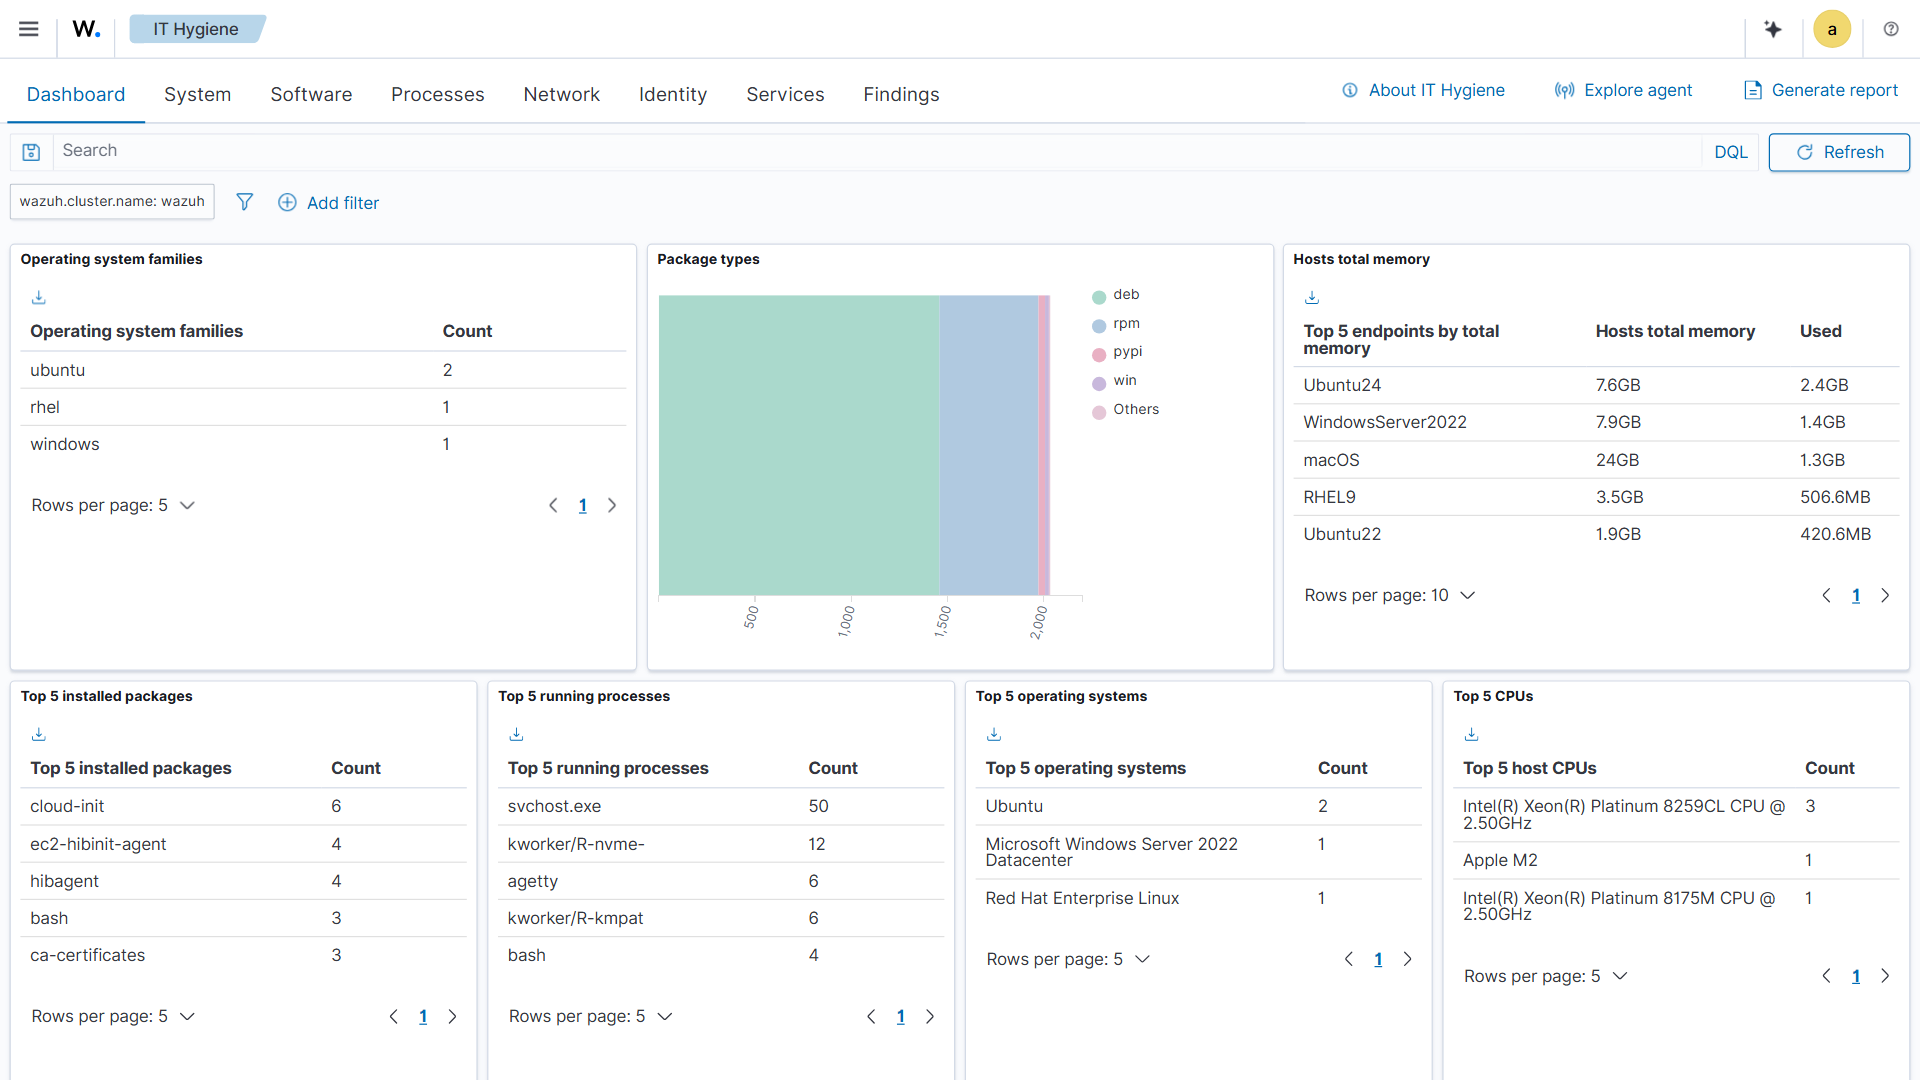 W.
IT Hygiene
a
Dashboard
System
Software
Processes
Network
Identity
Services
Findings
About IT Hygiene
Explore agent
Generate report
Search
DQL
Refresh
wazuh.cluster.name: wazuh
Add filter
Operating system families
Operating system families Count
ubuntu 2
rhel 1
windows 1
Rows per page: 5
1
Package types
deb
rpm
pypi
win
Others
500
1,000
1,500
2,000
Hosts total memory
Top 5 endpoints by total
memory
Hosts total memory
Used
Ubuntu24 7.6GB 2.4GB
WindowsServer2022 7.9GB 1.4GB
macOS 24GB 1.3GB
RHEL9 3.5GB 506.6MB
Ubuntu22 1.9GB 420.6MB
Rows per page: 10
1
Top 5 installed packages
Top 5 installed packages Count
cloud-init 6
ec2-hibinit-agent 4
hibagent 4
bash 3
ca-certificates 3
Rows per page: 5
1
Top 5 running processes
Top 5 running processes Count
svchost.exe 50
kworker/R-nvme- 12
agetty 6
kworker/R-kmpat 6
bash 4
Rows per page: 5
1
Top 5 operating systems
Top 5 operating systems Count
Ubuntu 2
Microsoft Windows Server 2022 1
Datacenter
Red Hat Enterprise Linux 1
Rows per page: 5
1
Top 5 CPUs
Top 5 host CPUs Count
Intel(R) Xeon(R) Platinum 8259CL CPU @ 3
2.50GHz
Apple M2 1
Intel(R) Xeon(R) Platinum 8175M CPU @ 1
2.50GHz
Rows per page: 5
1